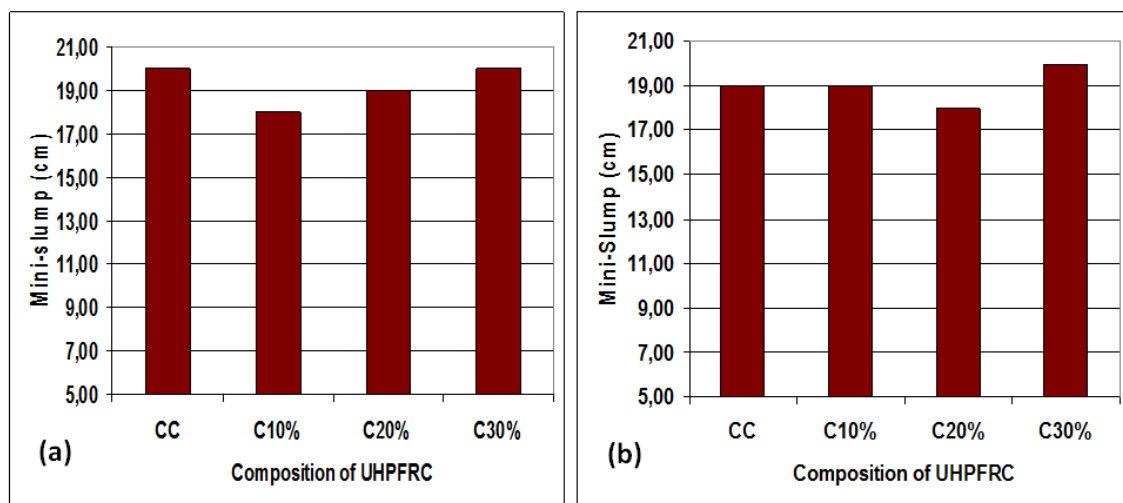 21,00
19,00
17,00
15,00
13,00
11,00
9,00
7,00
5,00
Mini-slump (cm)
CC C10% C20% C30%
(a)
Composition of UHPFRC
21,00
19,00
17,00
15,00
13,00
11,00
9,00
7,00
5,00
Mini-Slump (cm)
CC C10% C20% C30%
(b)
Composition of UHPFRC